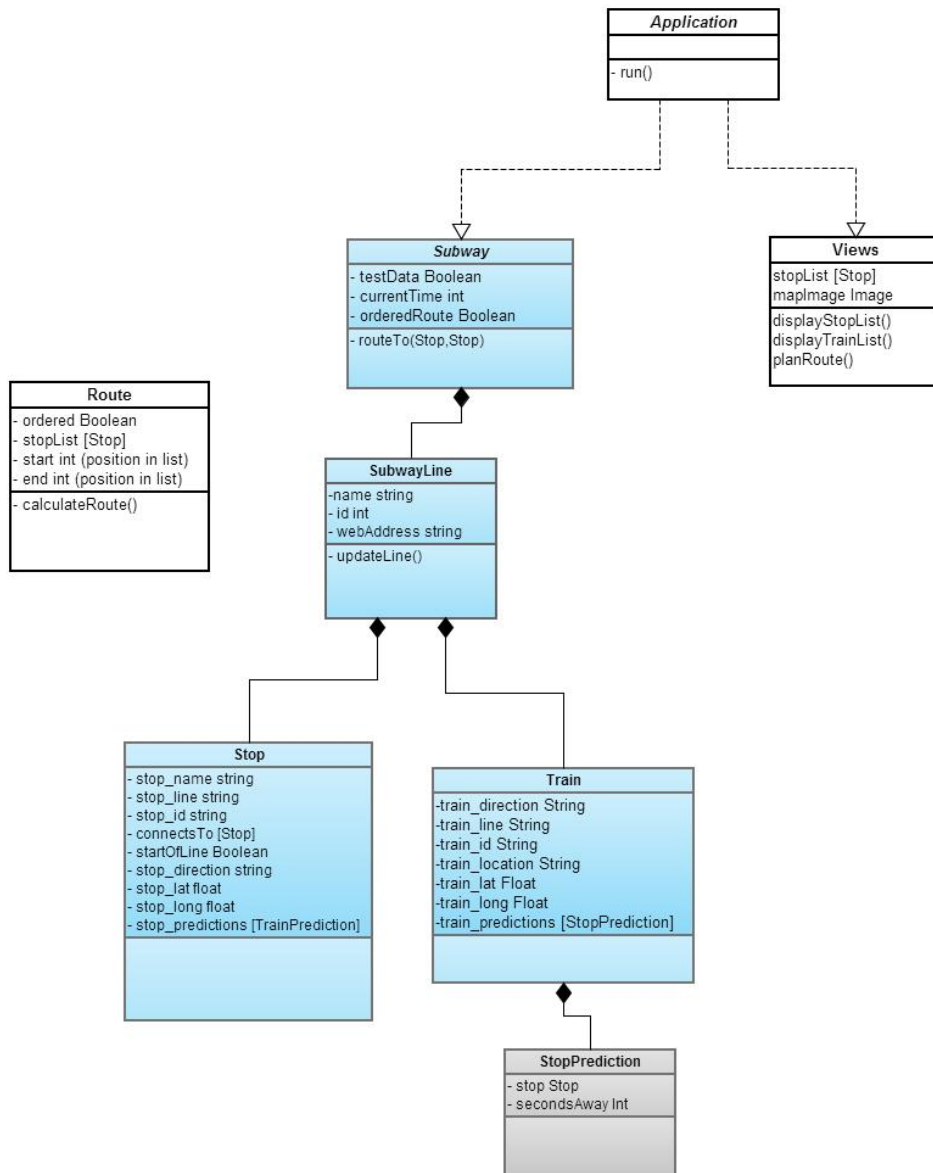 Application
- run()
Subway
- testData Boolean
- currentTime int
- orderedRoute Boolean
- routeTo(Stop,Stop)
Views
stopList [Stop]
mapImage Image
displayStopList()
displayTrainList()
planRoute()
Route
- ordered Boolean
- stopList [Stop]
- start int (position in list)
- end int (position in list)
- calculateRoute()
SubwayLine
-name string
- id int
- webAddress string
- updateLine()
Stop
- stop_name string
- stop_line string
- stop_id string
- connectsTo [Stop]
- startOfLine Boolean
- stop_direction string
- stop_lat float
- stop_long float
- stop_predictions [TrainPrediction]
Train
-train_direction String
-train_line String
-train_id String
-train_location String
-train_lat Float
-train_long Float
-train_predictions [StopPrediction]
StopPrediction
- stop Stop
- secondsAway Int